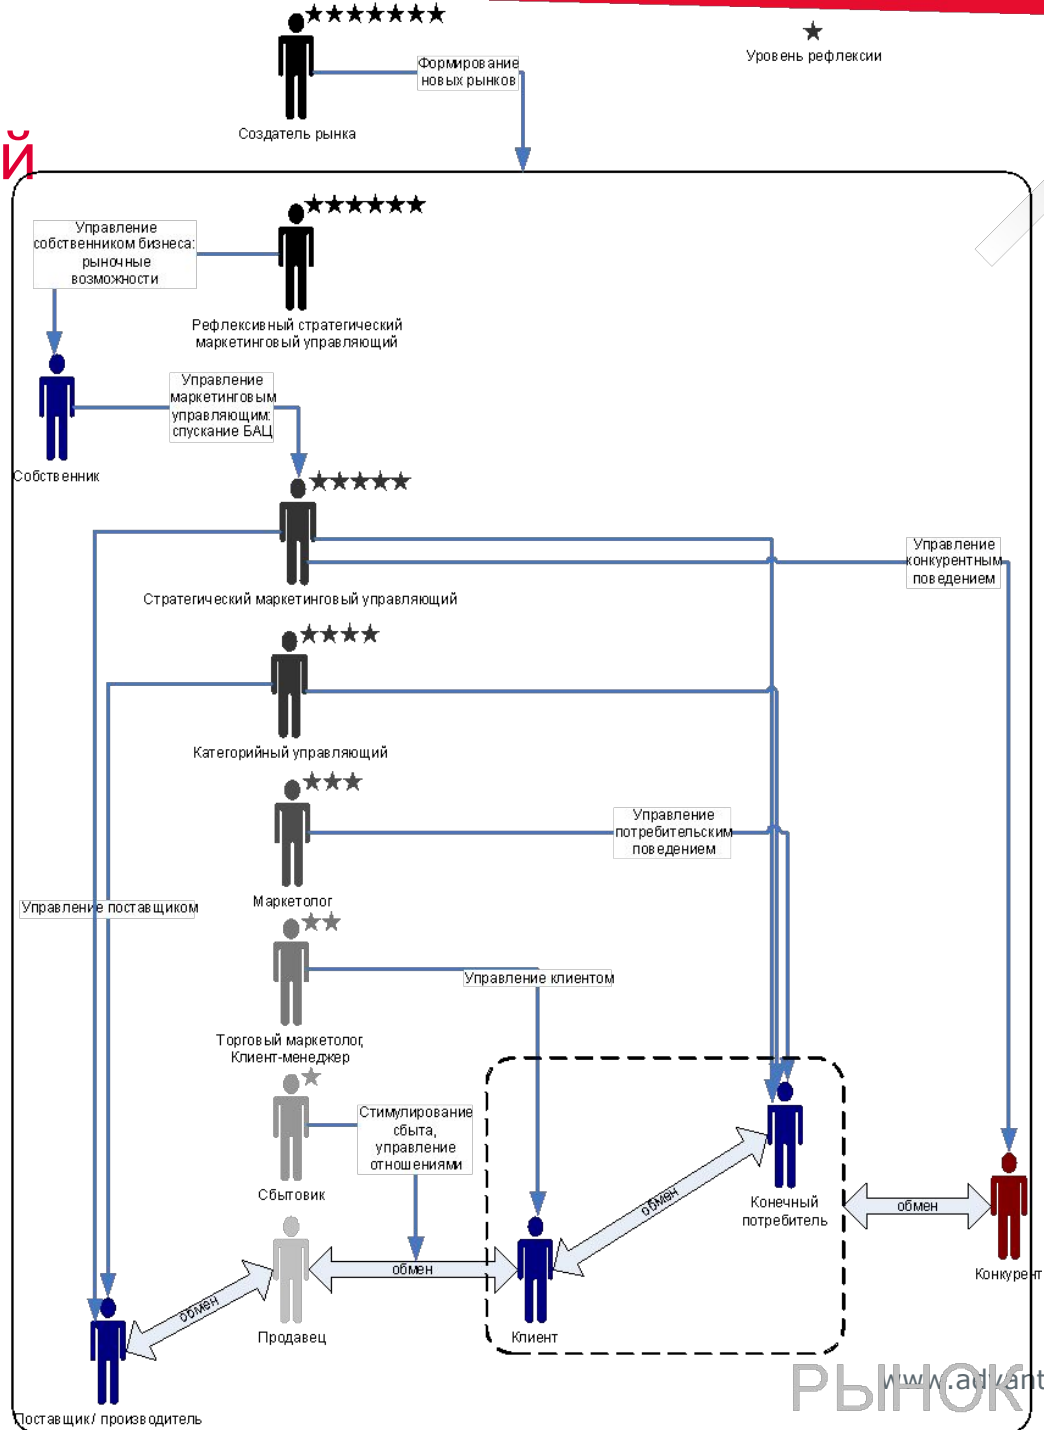 Формирование
новых рынков
Уровень рефлексии
Создатель рынка
й
Управление
собственником бизнеса:
рыночные
возможности
Рефлексивный стратегический
маркетинговый управляющий
Управление
маркетинговым
управляющим:
спускание БАЦ
Собственник
Управление
конкурентным
поведением
Стратегический маркетинговый управляющий
Категорийный управляющий
Управление
потребительским
поведением
Маркетолог
Управление поставщиком
Управление клиентом
Торговый маркетолог,
Клиент-менеджер
Стимулирование
сбыта,
управление
отношениями
Сбытовик
обмен
Конечный
потребитель
обмен
обмен
Конкурент
обмен
Продавец
Клиент
РЫНОК
www.advant
Поставщик / производитель